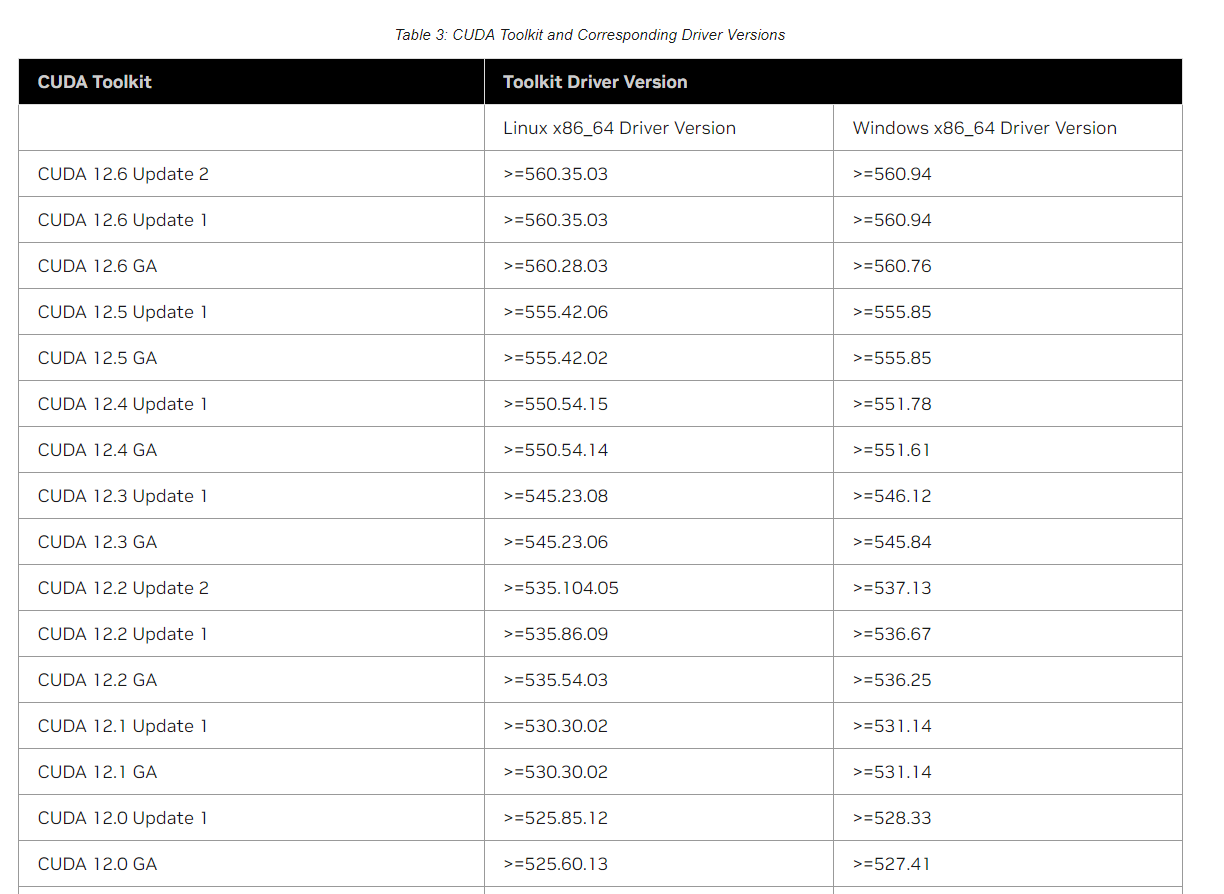 Table 3: CUDA Toolkit and Corresponding Driver Versions
CUDA Toolkit Toolkit Driver Version
Linux x86_64 Driver Version Windows x86_64 Driver Version
CUDA 12.6 Update 2 >=560.35.03 >=560.94
CUDA 12.6 Update 1 >=560.35.03 >=560.94
CUDA 12.6 GA >=560.28.03 >=560.76
CUDA 12.5 Update 1 >=555.42.06 >=555.85
CUDA 12.5 GA >=555.42.02 >=555.85
CUDA 12.4 Update 1 >=550.54.15 >=551.78
CUDA 12.4 GA >=550.54.14 >=551.61
CUDA 12.3 Update 1 >=545.23.08 >=546.12
CUDA 12.3 GA >=545.23.06 >=545.84
CUDA 12.2 Update 2 >=535.104.05 >=537.13
CUDA 12.2 Update 1 >=535.86.09 >=536.67
CUDA 12.2 GA >=535.54.03 >=536.25
CUDA 12.1 Update 1 >=530.30.02 >=531.14
CUDA 12.1 GA >=530.30.02 >=531.14
CUDA 12.0 Update 1 >=525.85.12 >=528.33
CUDA 12.0 GA >=525.60.13 >=527.41